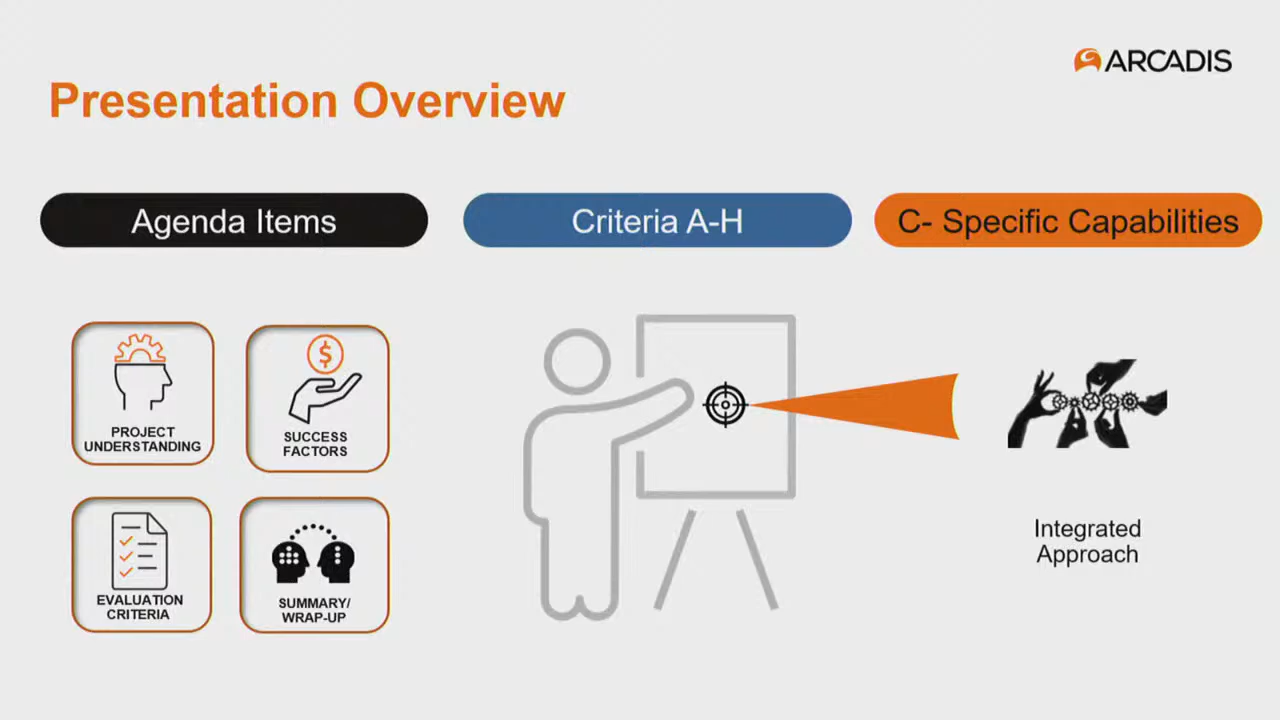 ARCADIS
Presentation Overview
Agenda Items
Criteria A-H
C- Specific Capabilities
PROJECT
UNDERSTANDING
$
SUCCESS
FACTORS
EVALUATION
CRITERIA
SUMMARY/
WRAP-UP
Integrated
Approach